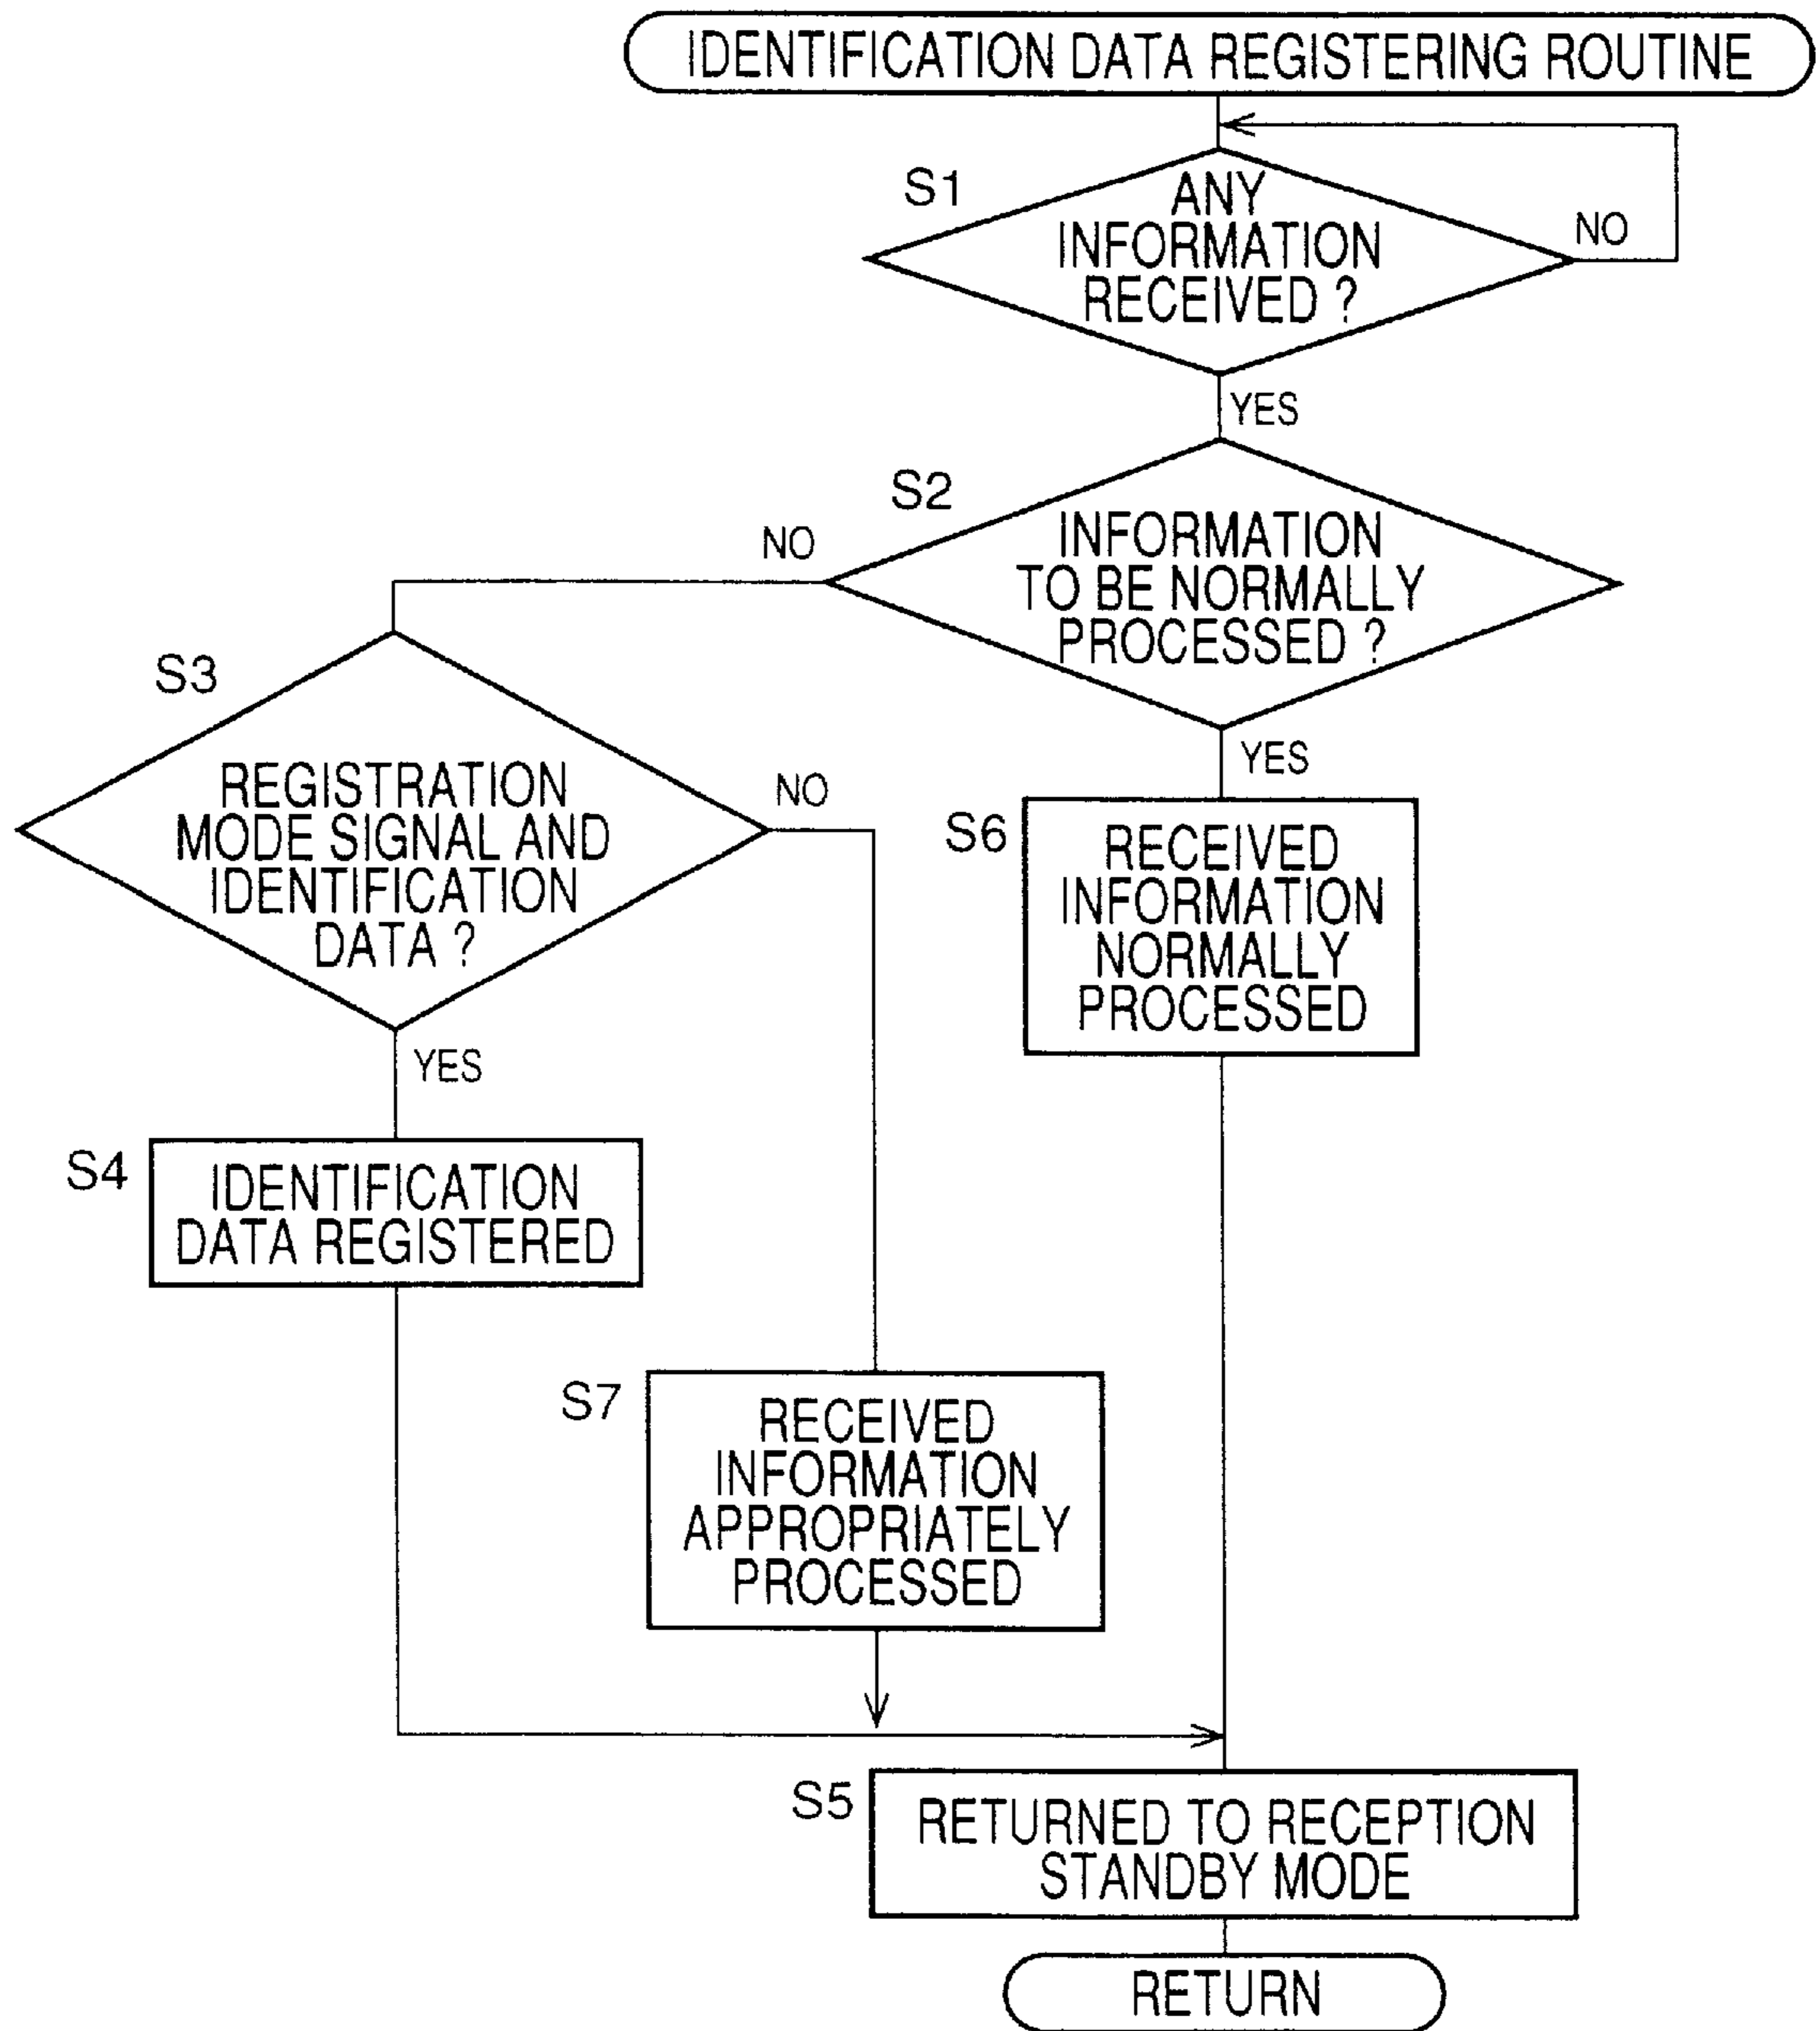 IDENTIFICATION DATA REGISTERING ROUTINE
S1
ANY
INFORMATION
RECEIVED ?
NO
YES
S2
INFORMATION
TO BE NORMALLY
PROCESSED ?
NO
YES
S3
REGISTRATION
MODE SIGNAL AND
IDENTIFICATION
DATA ?
NO
YES
S6
RECEIVED
INFORMATION
NORMALLY
PROCESSED
S4
IDENTIFICATION
DATA REGISTERED
S7
RECEIVED
INFORMATION
APPROPRIATELY
PROCESSED
S5
RETURNED TO RECEPTION
STANDBY MODE
RETURN